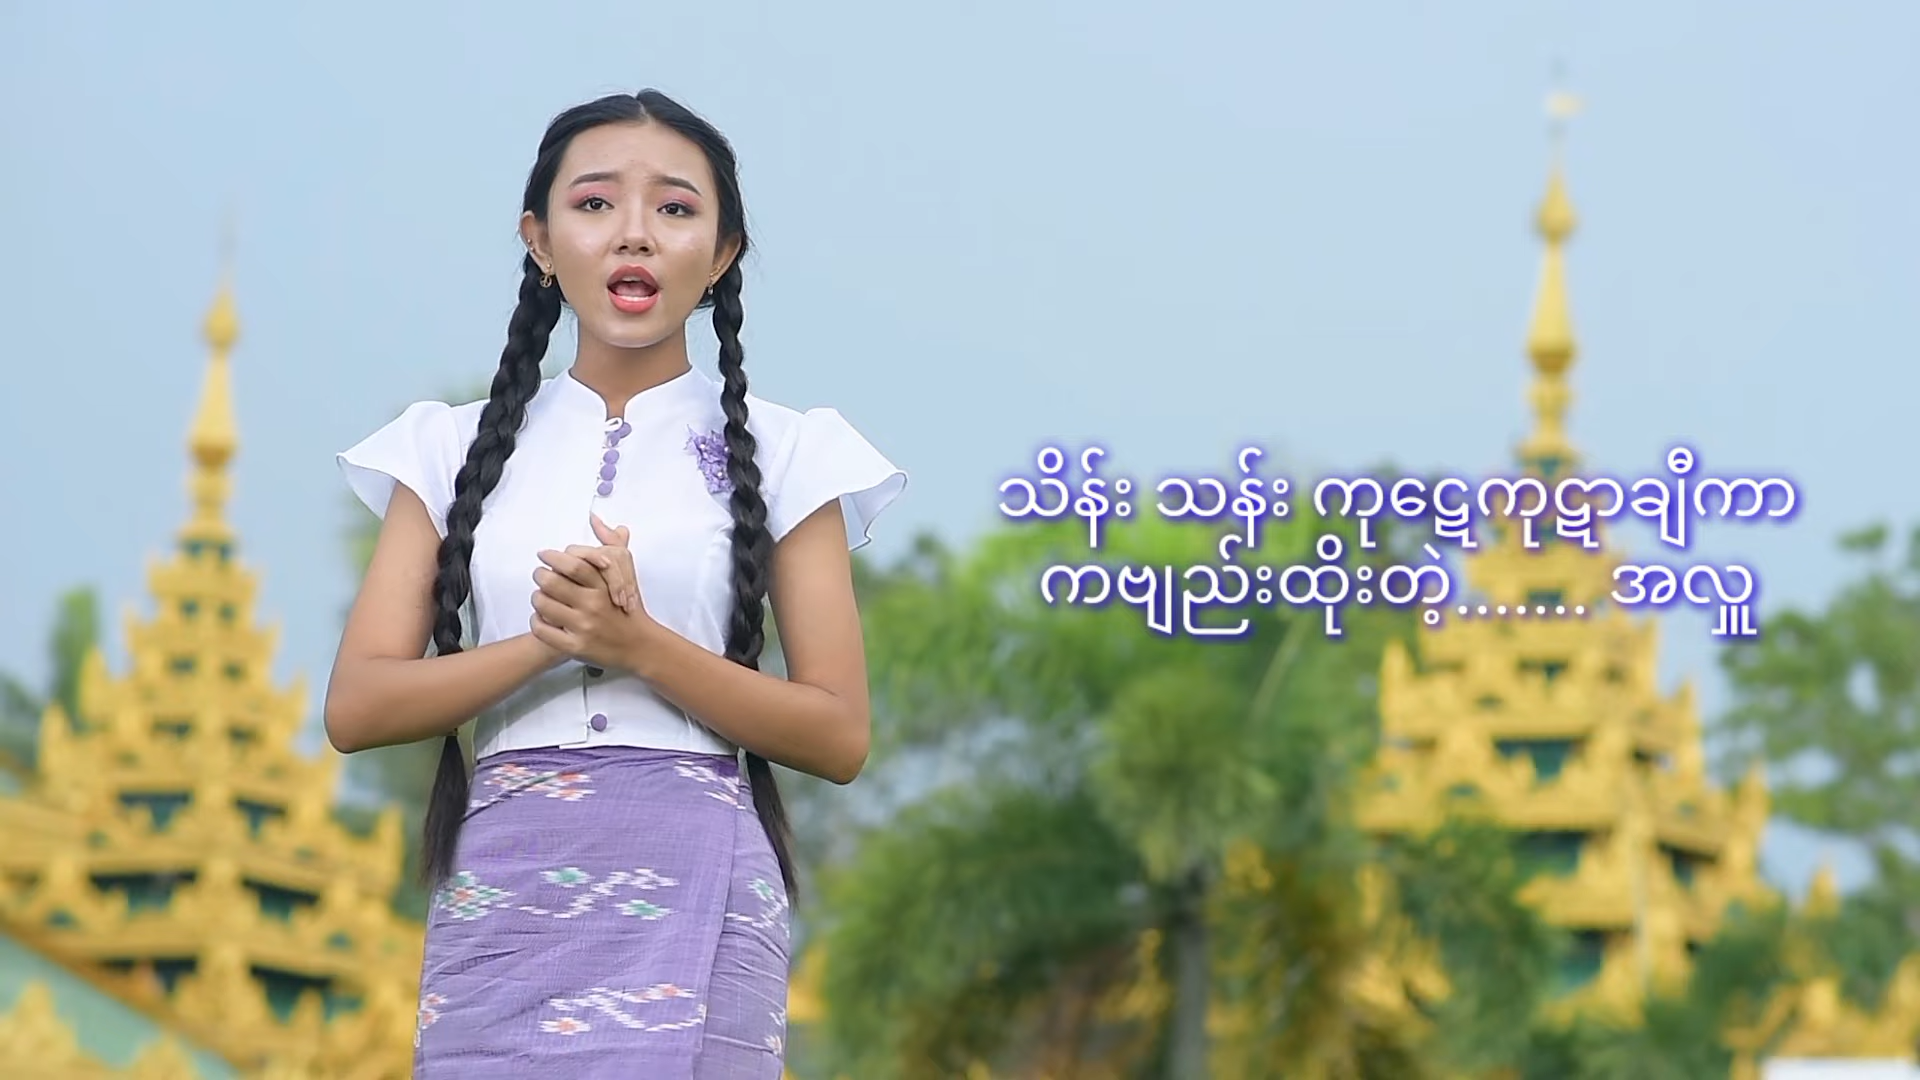 သိန်း သန်း ကုဋေကုဋာချီကာ
ကဗျည်းထိုးတဲ့....... အလှူ